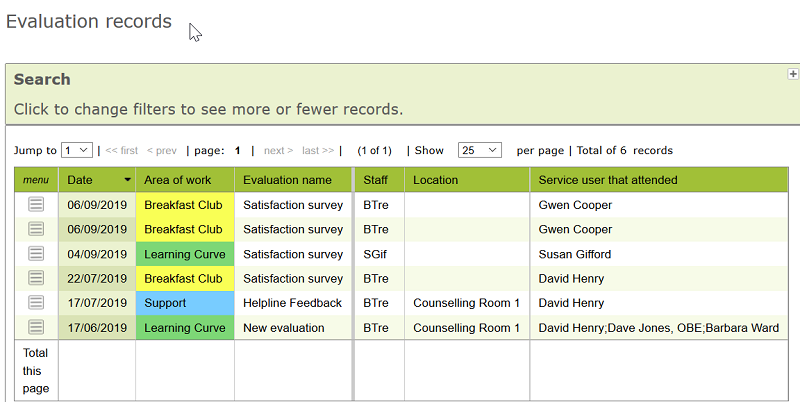 Evaluation records
Search
Click to change filters to see more or fewer records.
Jump to 1 | << first < prev | page: 1 | next > last >> | (1 of 1) | Show 25 per page | Total of 6 records
menu Date Area of work Evaluation name Staff Location Service user that attended
06/09/2019 Breakfast Club Satisfaction survey BTre Gwen Cooper
06/09/2019 Breakfast Club Satisfaction survey BTre Gwen Cooper
04/09/2019 Learning Curve Satisfaction survey SGif Susan Gifford
22/07/2019 Breakfast Club Satisfaction survey BTre David Henry
17/07/2019 Support Helpline Feedback BTre Counselling Room 1 David Henry
17/06/2019 Learning Curve New evaluation BTre Counselling Room 1 David Henry;Dave Jones, OBE;Barbara Ward
Total
this
page